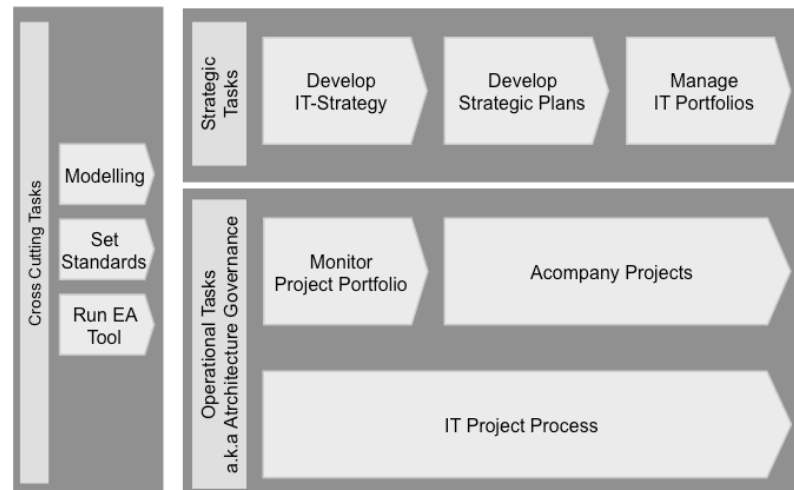 Cross Cutting Tasks
Modelling
Set
Standards
Run EA
Tool
Strategic
Tasks
Develop
IT-Strategy
Develop
Strategic Plans
Manage
IT Portfolios
Operational Tasks
a.k.a Atrchitecture Governance
Monitor
Project Portfolio
Acompany Projects
IT Project Process